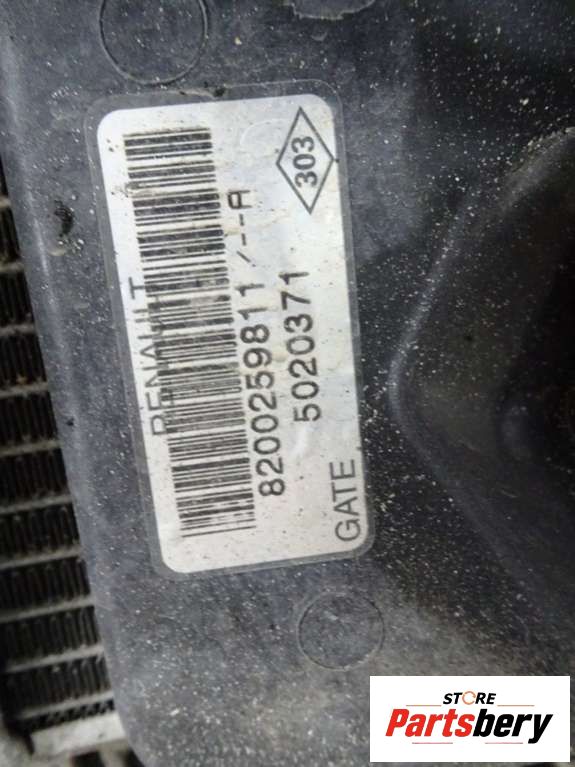 303
RENAULT
8200259811/--A
5020371
GATE
STORE
Partsbery